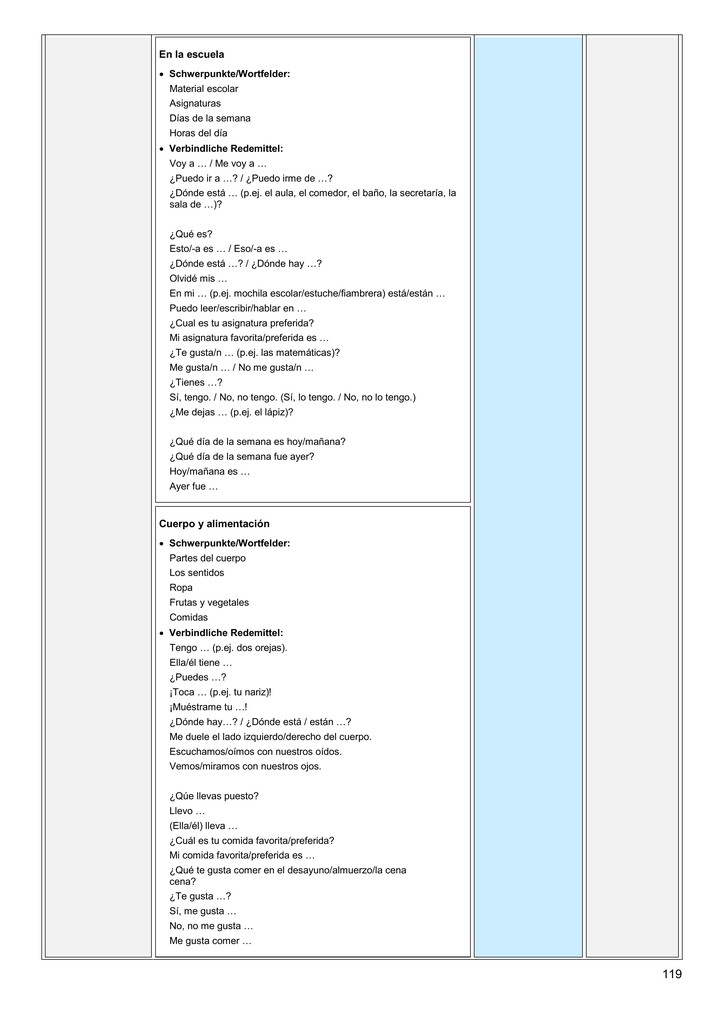 En la escuela
• Schwerpunkte/Wortfelder:
Material escolar
Asignaturas
Días de la semana
Horas del día
• Verbindliche Redemittel:
Voy a … / Me voy a …
¿Puedo ir a …? / ¿Puedo irme de …?
¿Dónde está … (p.ej. el aula, el comedor, el baño, la secretaría, la
sala de …)?
¿Qué es?
Esto/-a es … / Eso/-a es …
¿Dónde está …? / ¿Dónde hay …?
Olvidé mis …
En mi … (p.ej. mochila escolar/estuche/fiambrera) está/están …
Puedo leer/escribir/hablar en …
¿Cual es tu asignatura preferida?
Mi asignatura favorita/preferida es …
¿Te gusta/n … (p.ej. las matemáticas)?
Me gusta/n … / No me gusta/n …
¿Tienes …?
Sí, tengo. / No, no tengo. (Sí, lo tengo. / No, no lo tengo.)
¿Me dejas … (p.ej. el lápiz)?
¿Qué día de la semana es hoy/mañana?
¿Qué día de la semana fue ayer?
Hoy/mañana es …
Ayer fue …
Cuerpo y alimentación
• Schwerpunkte/Wortfelder:
Partes del cuerpo
Los sentidos
Ropa
Frutas y vegetales
Comidas
• Verbindliche Redemittel:
Tengo … (p.ej. dos orejas).
Ella/él tiene …
¿Puedes …?
¡Toca … (p.ej. tu nariz)!
¡Muéstrame tu …!
¿Dónde hay…? / ¿Dónde está / están …?
Me duele el lado izquierdo/derecho del cuerpo.
Escuchamos/oímos con nuestros oídos.
Vemos/miramos con nuestros ojos.
¿Qúe llevas puesto?
Llevo …
(Ella/él) lleva …
¿Cuál es tu comida favorita/preferida?
Mi comida favorita/preferida es …
¿Qué te gusta comer en el desayuno/almuerzo/la cena
cena?
¿Te gusta …?
Sí, me gusta …
No, no me gusta …
Me gusta comer …
119